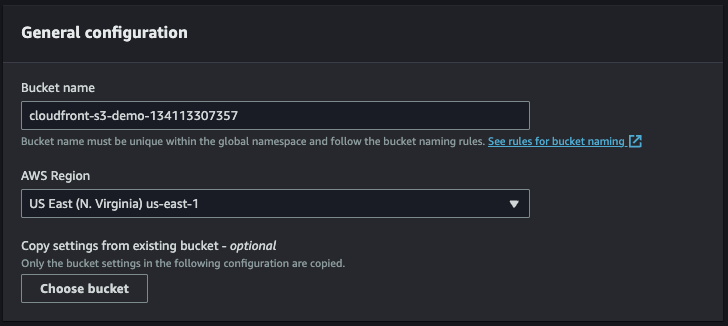 General configuration
Bucket name
cloudfront-s3-demo-134113307357
Bucket name must be unique within the global namespace and follow the bucket naming rules. See rules for bucket naming
AWS Region
US East (N. Virginia) us-east-1
Copy settings from existing bucket - optional
Only the bucket settings in the following configuration are copied.
Choose bucket